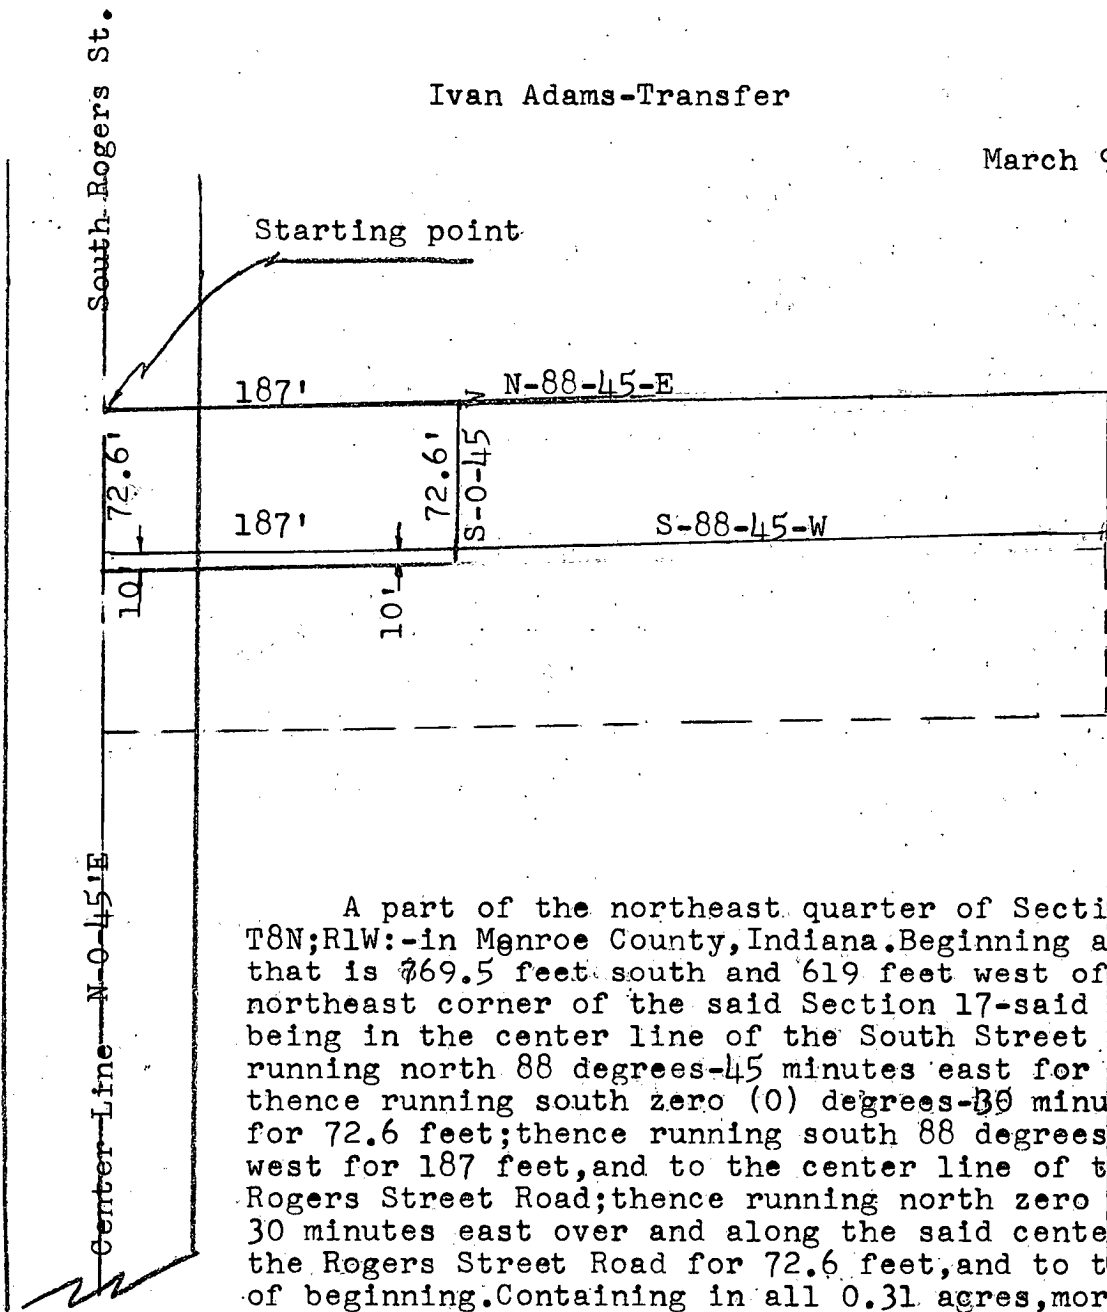 South Rogers St.
Ivan Adams-Transfer
March 9
Starting point
187'
N-88-45-E
72.6'
72.6'
S-0-45
187'
S-88-45-W
10'
10'
Center Line N-0-45'E
A part of the northeast quarter of Secti
T8N;R1W:-in Monroe County,Indiana.Beginning a
that is 769.5 feet south and 619 feet west of
northeast corner of the said Section 17-said
being in the center line of the South Street
running north 88 degrees-45 minutes east for
thence running south zero (0) degrees-30 minu
for 72.6 feet;thence running south 88 degrees
west for 187 feet,and to the center line of t
Rogers Street Road;thence running north zero
30 minutes east over and along the said cente
the Rogers Street Road for 72.6 feet,and to t
of beginning.Containing in all 0.31 acres,mor